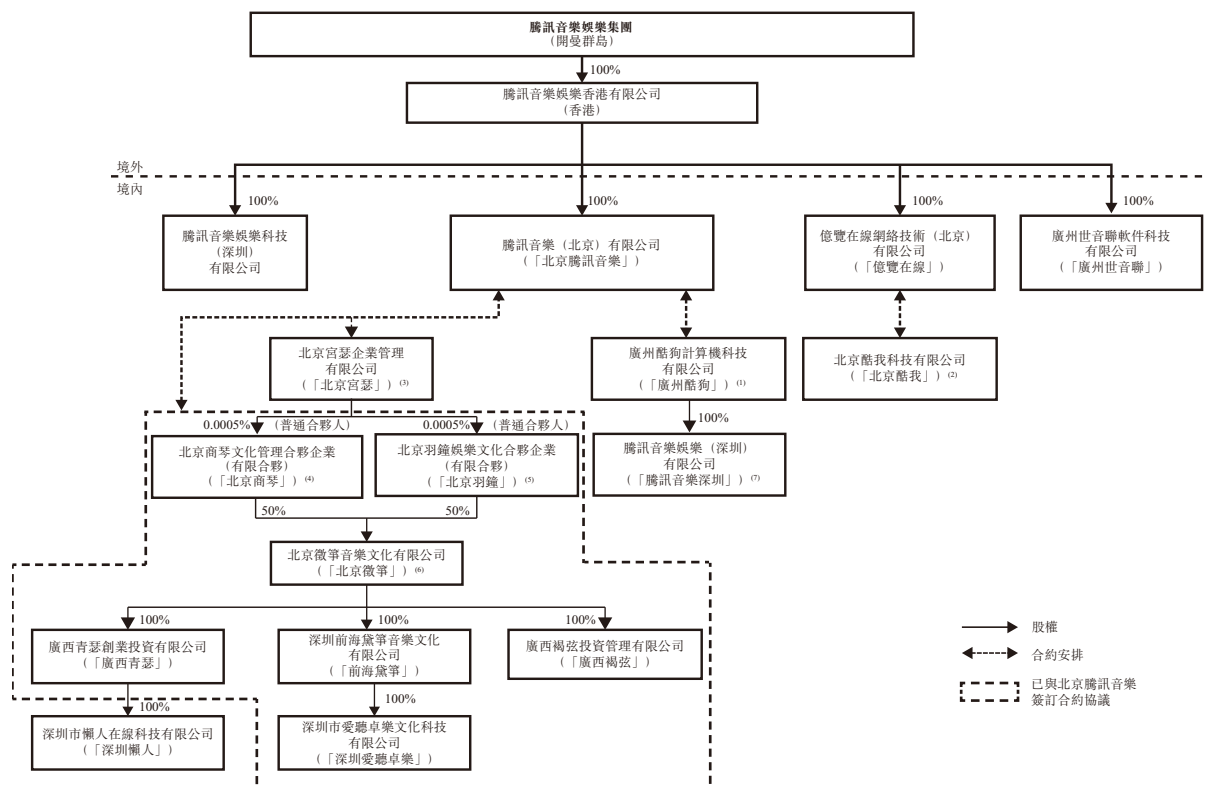 騰訊音樂娛樂集團
(開曼群島)
100%
騰訊音樂娛樂香港有限公司
(香港)
境外
境內
100%
100%
100%
100%
騰訊音樂娛樂科技
(深圳)
有限公司
騰訊音樂(北京)有限公司
(「北京騰訊音樂」)
億覽在線網絡技術(北京)
有限公司
(「億覽在線」)
廣州世音聯軟件科技
有限公司
(「廣州世音聯」)
北京宮瑟企業管理
有限公司
(「北京宮瑟」)(3)
廣州酷狗計算機科技
有限公司
(「廣州酷狗」)(1)
北京酷我科技有限公司
(「北京酷我」)(2)
0.0005% (普通合夥人)
0.0005% (普通合夥人)
100%
北京商琴文化管理合夥企業
(有限合夥)
(「北京商琴」)(4)
北京羽鐘娛樂文化合夥企業
(有限合夥)
(「北京羽鐘」)(5)
騰訊音樂娛樂(深圳)
有限公司
(「騰訊音樂深圳」)(7)
50%
50%
北京徵箏音樂文化有限公司
(「北京徵箏」)(6)
100%
100%
100%
廣西青瑟創業投資有限公司
(「廣西青瑟」)
深圳前海黛箏音樂文化
有限公司
(「前海黛箏」)
廣西褐弦投資管理有限公司
(「廣西褐弦」)
100%
100%
深圳市懶人在線科技有限公司
(「深圳懶人」)
深圳市愛聽卓樂文化科技
有限公司
(「深圳愛聽卓樂」)
股權
合約安排
已與北京騰訊音樂
簽訂合約協議